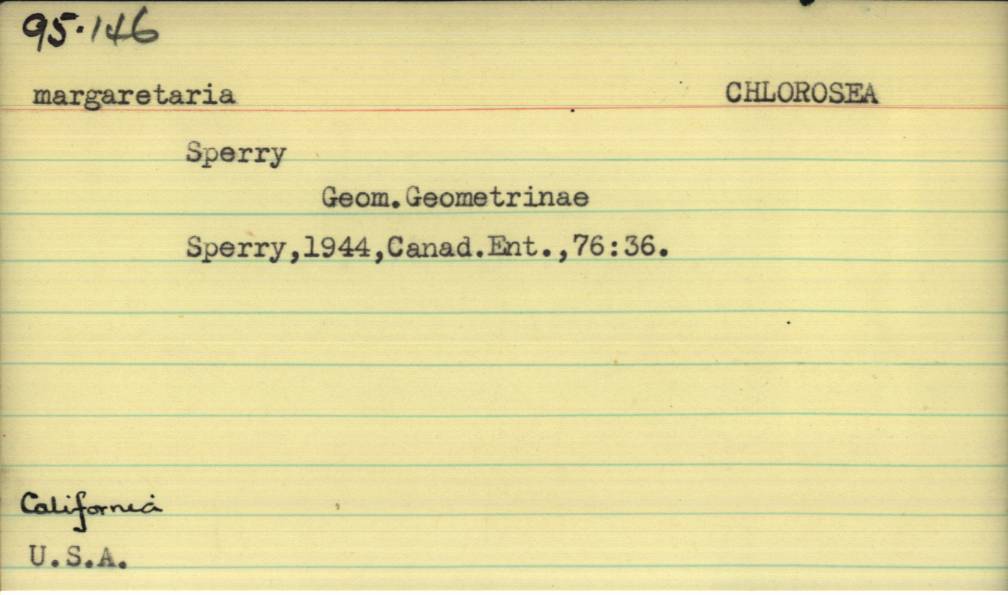 95.146
margaretaria CHLOROSEA
Sperry
Geom.Geometrinae
Sperry,1944,Canad.Ent.,76:36.
California
U.S.A.